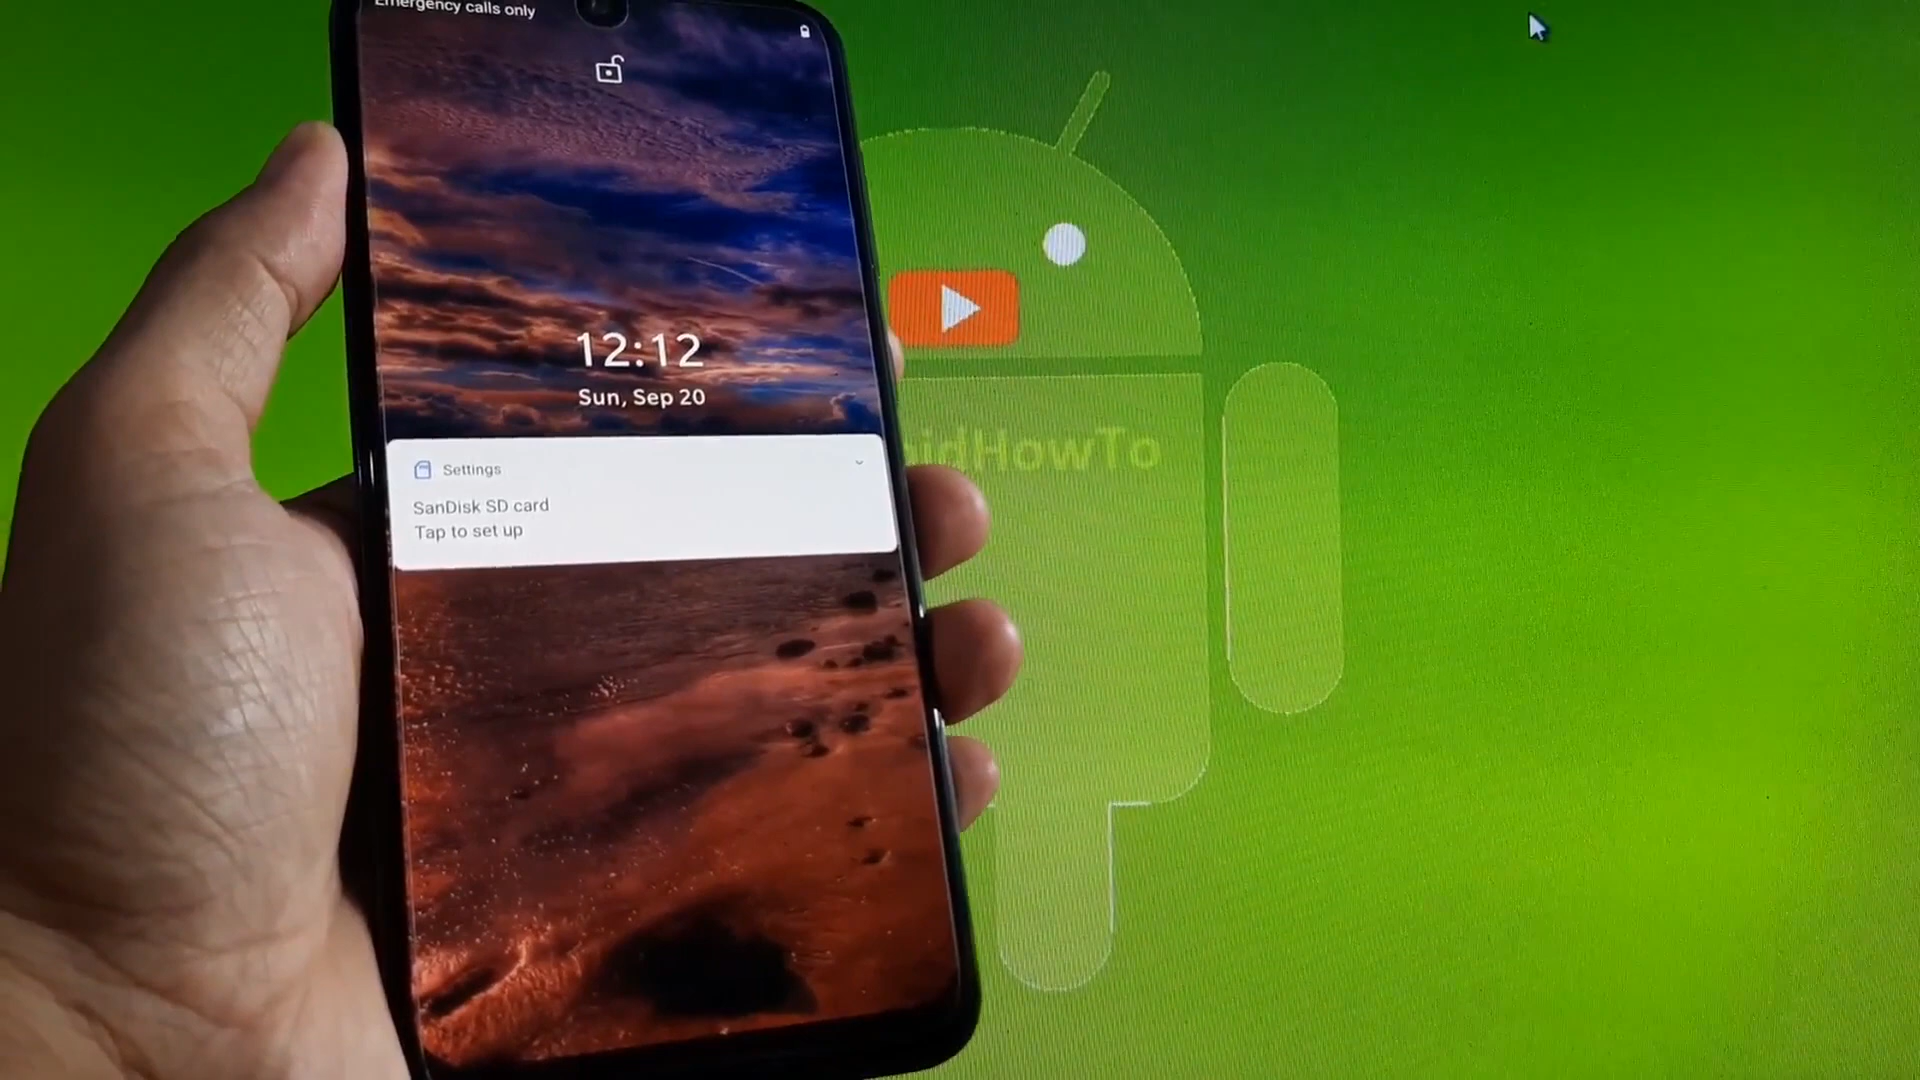 Emergency calls only
12:12
Sun, Sep 20
Settings
SanDisk SD card
Tap to set up
idHowTo